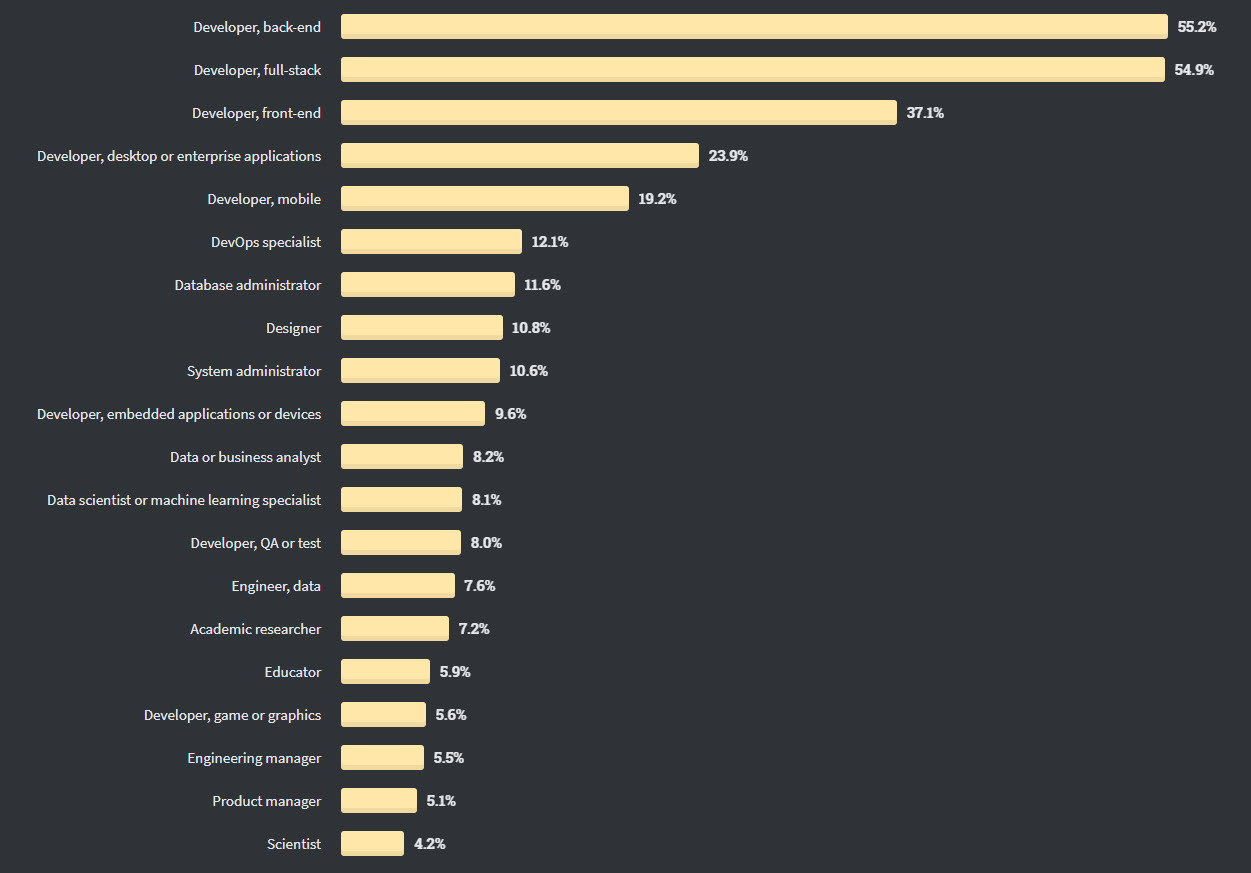 Developer, back-end 55.2%
Developer, full-stack 54.9%
Developer, front-end 37.1%
Developer, desktop or enterprise applications 23.9%
Developer, mobile 19.2%
DevOps specialist 12.1%
Database administrator 11.6%
Designer 10.8%
System administrator 10.6%
Developer, embedded applications or devices 9.6%
Data or business analyst 8.2%
Data scientist or machine learning specialist 8.1%
Developer, QA or test 8.0%
Engineer, data 7.6%
Academic researcher 7.2%
Educator 5.9%
Developer, game or graphics 5.6%
Engineering manager 5.5%
Product manager 5.1%
Scientist 4.2%